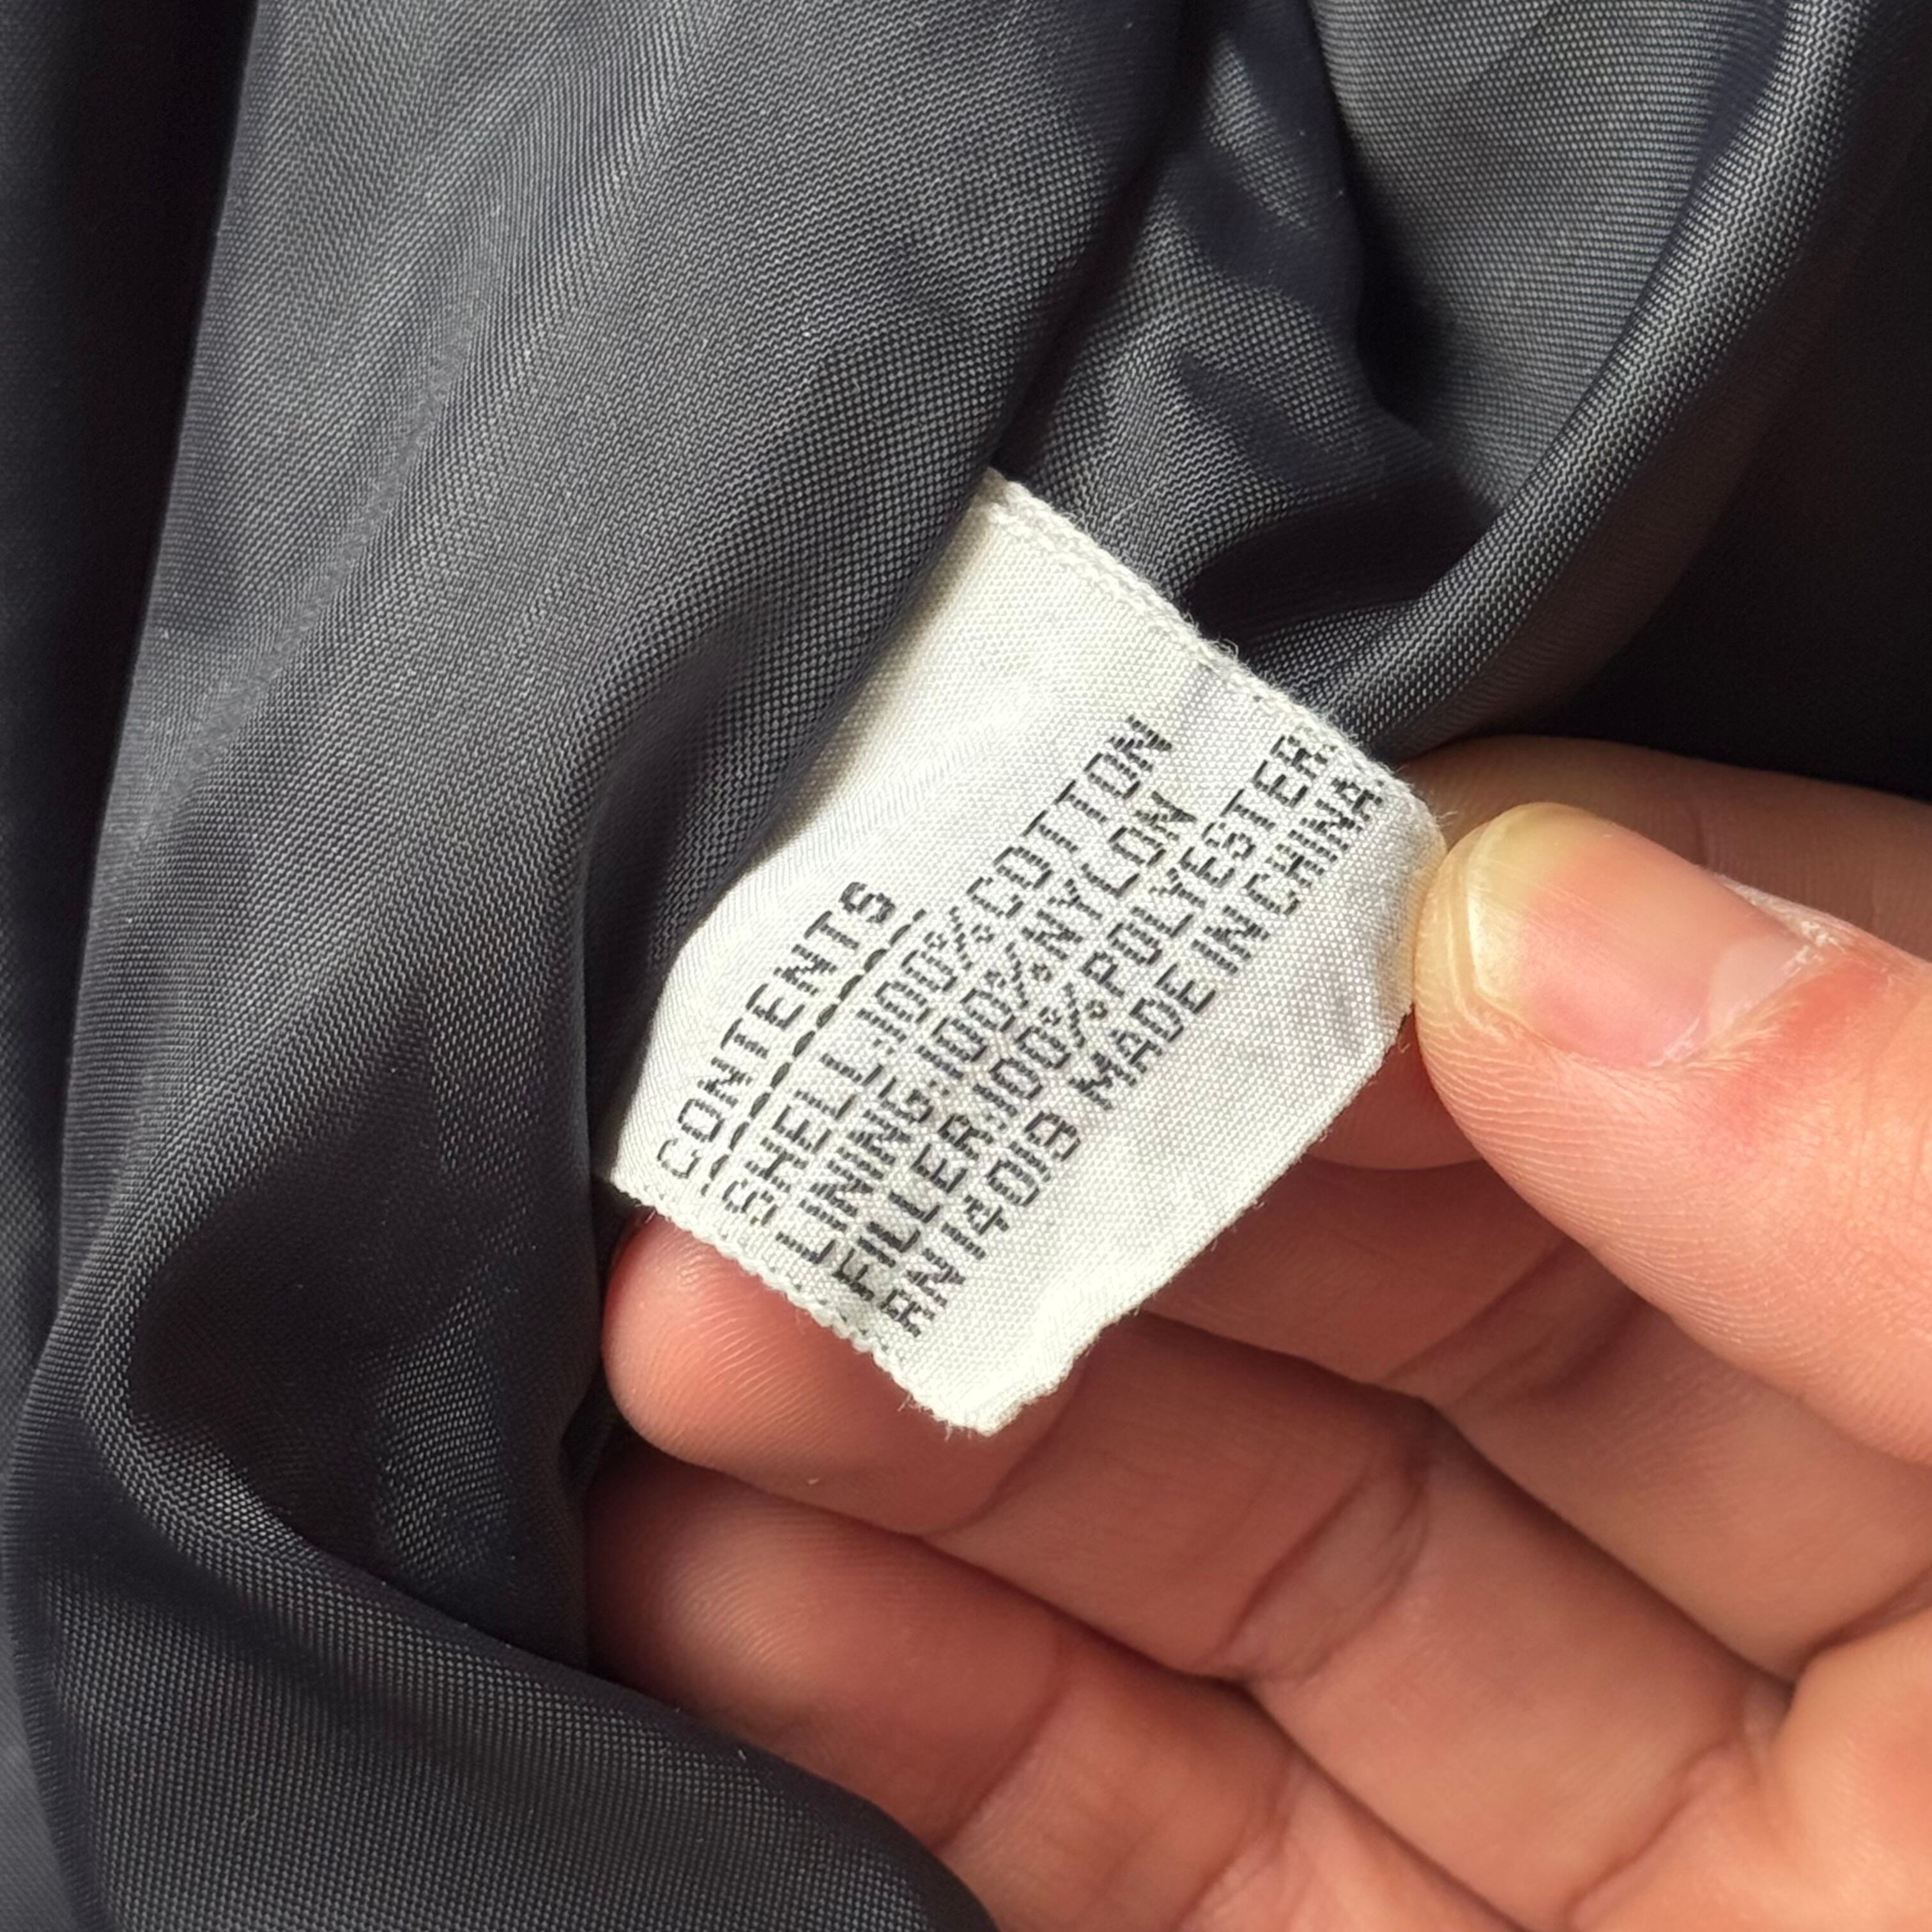 CONTENTS
SHELL:100%COTTON
LINING:100%NYLON
FILLER:100%POLYESTER
RN14019 MADE IN CHINA